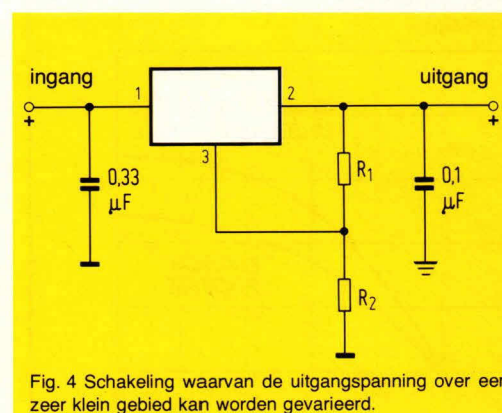 ingang
uitgang
+
1
2
+
3
0,33
µF
R1
0,1
µF
R2
Fig. 4 Schakeling waarvan de uitgangspanning over een
zeer klein gebied kan worden gevarieerd.